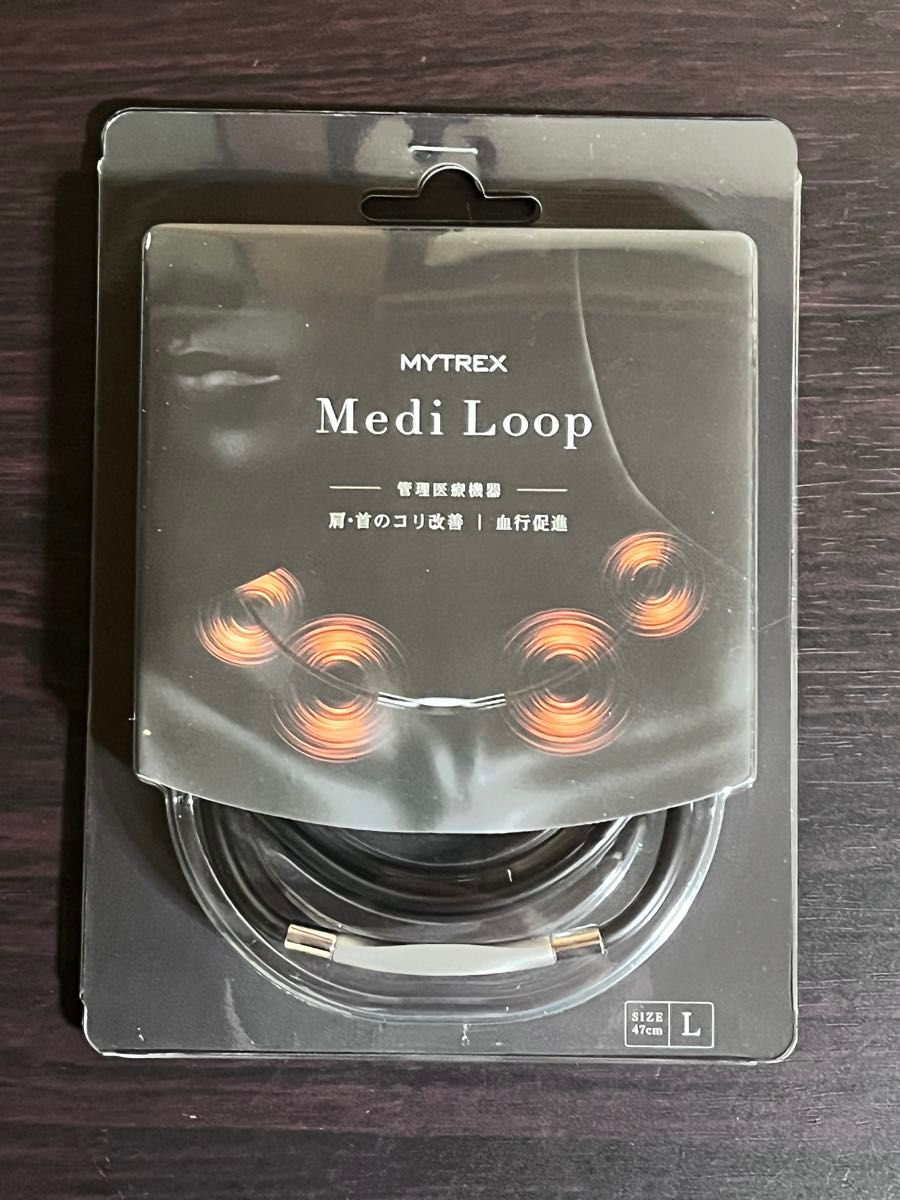 MYTREX
Medi Loop
管理医療機器
肩・首のコリ改善 | 血行促進
SIZE
47cm
L